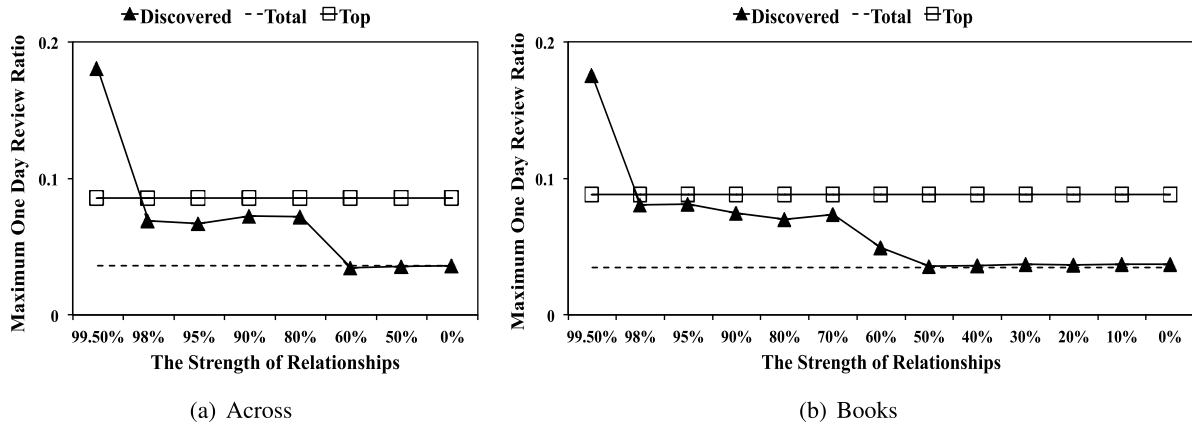 Discovered Total Top
Maximum One Day Review Ratio
0.2
0.1
0
99.50% 98% 95% 90% 80% 60% 50% 0%
The Strength of Relationships
(a) Across
Discovered Total Top
Maximum One Day Review Ratio
0.2
0.1
0
99.50% 98% 95% 90% 80% 70% 60% 50% 40% 30% 20% 10% 0%
The Strength of Relationships
(b) Books